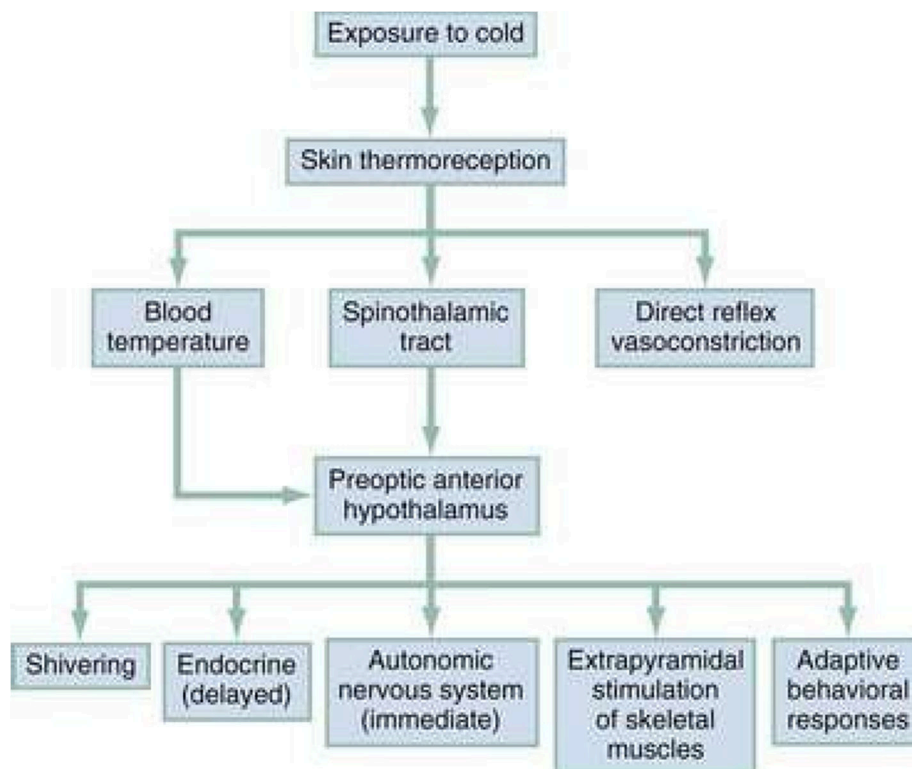 Exposure to cold
Skin thermoreception
Blood
temperature
Spinothalamic
tract
Direct reflex
vasoconstriction
Preoptic anterior
hypothalamus
Shivering
Endocrine
(delayed)
Autonomic
nervous system
(immediate)
Extrapyramidal
stimulation
of skeletal
muscles
Adaptive
behavioral
responses